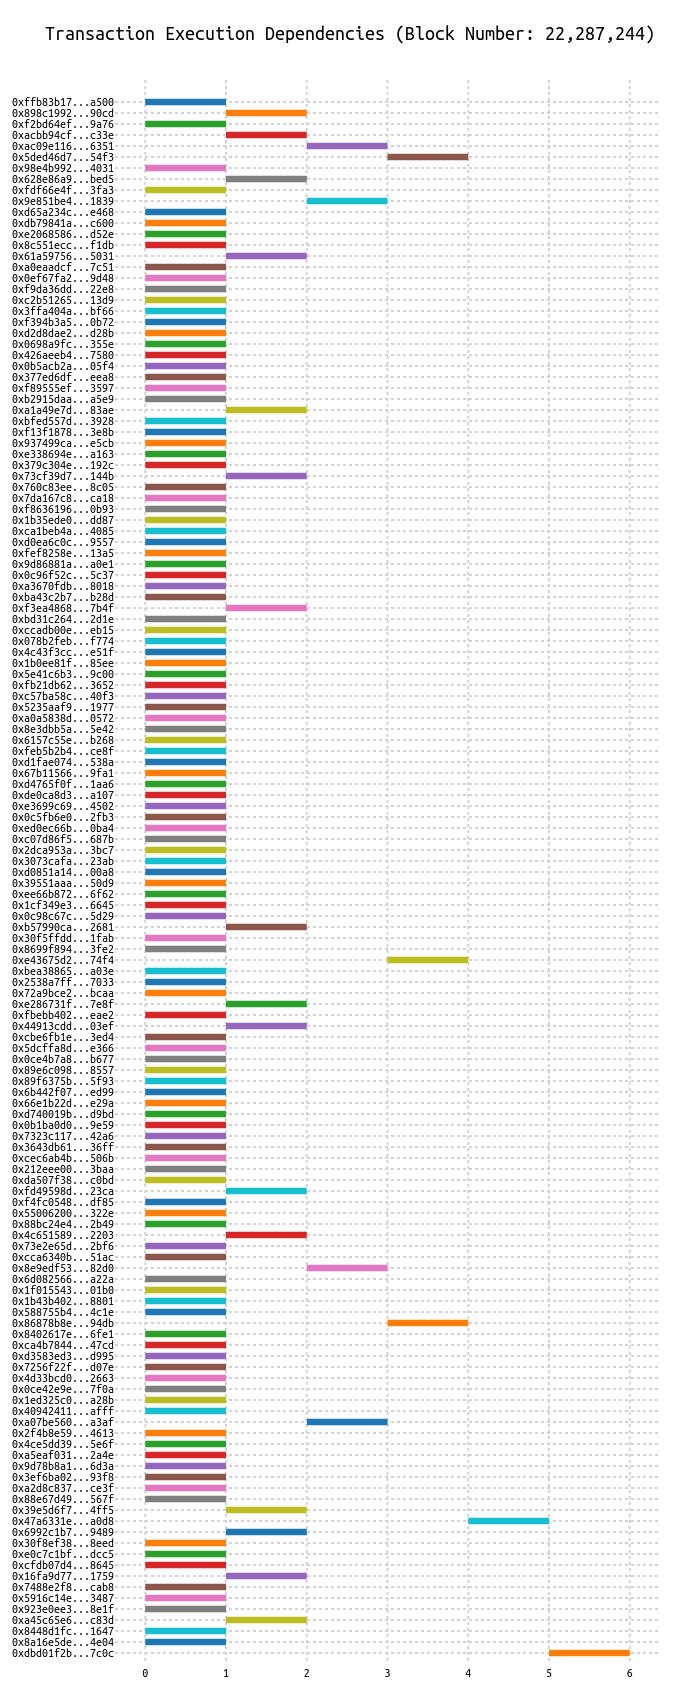 Transaction Execution Dependencies (Block Number: 22,287,244)
0xffb83b17...a500
0x898c1992...90cd
0xf2bd64ef...9a76
0xacbb94cf...c33e
0xac09e116...6351
0x5ded46d7...54f3
0x98e4b992...4031
0x628e86a9...bed5
0xfdf66e4f...3fa3
0x9e851be4...1839
0xd65a234c...e468
0xdb79841a...c600
0xe2068586...d52e
0x8c551ecc...f1db
0x61a59756...5031
0xa0eaadcf...7c51
0x0ef67fa2...9d48
0xf9da36dd...22e8
0xc2b51265...13d9
0x3ffa404a...bf66
0xf394b3a5...0b72
0xd2d8dae2...d28b
0x0698a9fc...355e
0x426aeeb4...7580
0x0b5acb2a...05f4
0x377ed6df...eea8
0xf89555ef...3597
0xb2915daa...a5e9
0xa1a49e7d...83ae
0xbfed557d...3928
0xf13f1878...3e8b
0x937499ca...e5cb
0xe338694e...a163
0x379c304e...192c
0x73cf39d7...144b
0x760c83ee...8c05
0x7da167c8...ca18
0xf8636196...0b93
0x1b35ede0...dd87
0xca1beb4a...4085
0xd0ea6c0c...9557
0xfef8258e...13a5
0x9d86881a...a0e1
0x0c96f52c...5c37
0xa3670fdb...8018
0xba43c2b7...b28d
0xf3ea4868...7b4f
0xbd31c264...2d1e
0xccadb00e...eb15
0x078b2feb...f774
0x4c43f3cc...e51f
0x1b0ee81f...85ee
0x5e41c6b3...9c00
0xfb21db62...3652
0xc57ba58c...40f3
0x5235aaf9...1977
0xa0a5838d...0572
0x8e3dbb5a...5e42
0x6157c55e...b268
0xfeb5b2b4...ce8f
0xd1fae074...538a
0x67b11566...9fa1
0xd4765f0f...1aa6
0xde0ca8d3...a107
0xe3699c69...4502
0x0c5fb6e0...2fb3
0xed0ec66b...0ba4
0xc07d86f5...687b
0x2dca953a...3bc7
0x3073cafa...23ab
0xd0851a14...00a8
0x39551aaa...50d9
0xee66b872...6f62
0x1cf349e3...6645
0x0c98c67c...5d29
0xb57990ca...2681
0x30f5ffdd...1fab
0x8699f894...3fe2
0xe43675d2...74f4
0xbea38865...a03e
0x2538a7ff...7033
0x72a9bce2...bcaa
0xe286731f...7e8f
0xfbebb402...eae2
0x44913cdd...03ef
0xcbe6fb1e...3ed4
0x5dcffa8d...e366
0x0ce4b7a8...b677
0x89e6c098...8557
0x89f6375b...5f93
0x6b442f07...ed99
0x66e1b22d...e29a
0xd740019b...d9bd
0x0b1ba0d0...9e59
0x7323c117...42a6
0x3643db61...36ff
0xcec6ab4b...506b
0x212eee00...3baa
0xda507f38...c0bd
0xfd49598d...23ca
0xf4fc0548...df85
0x55006200...322e
0x88bc24e4...2b49
0x4c651589...2203
0x73e2e65d...2bf6
0xcca6340b...51ac
0x8e9edf53...82d0
0x6d082566...a22a
0x1f015543...01b0
0x1b43b402...8801
0x588755b4...4c1e
0x86878b8e...94db
0x8402617e...6fe1
0xca4b7844...47cd
0xd3583ed3...d995
0x7256f22f...d07e
0x4d33bcd0...2663
0x0ce42e9e...7f0a
0x1ed325c0...a28b
0x40942411...afff
0xa07be560...a3af
0x2f4b8e59...4613
0x4ce5dd39...5e6f
0xa5eaf031...2a4e
0x9d78b8a1...6d3a
0x3ef6ba02...93f8
0xa2d8c837...ce3f
0x88e67d49...567f
0x39e5d6f7...4ff5
0x47a6331e...a0d8
0x6992c1b7...9489
0x30f8ef38...8eed
0xe0c7c1bf...dcc5
0xcfdb07d4...8645
0x16fa9d77...1759
0x7488e2f8...cab8
0x5916c14e...3487
0x923e0ee3...8e1f
0xa45c65e6...c83d
0x8448d1fc...1647
0x8a16e5de...4e04
0xdbd01f2b...7c0c
0 1 2 3 4 5 6